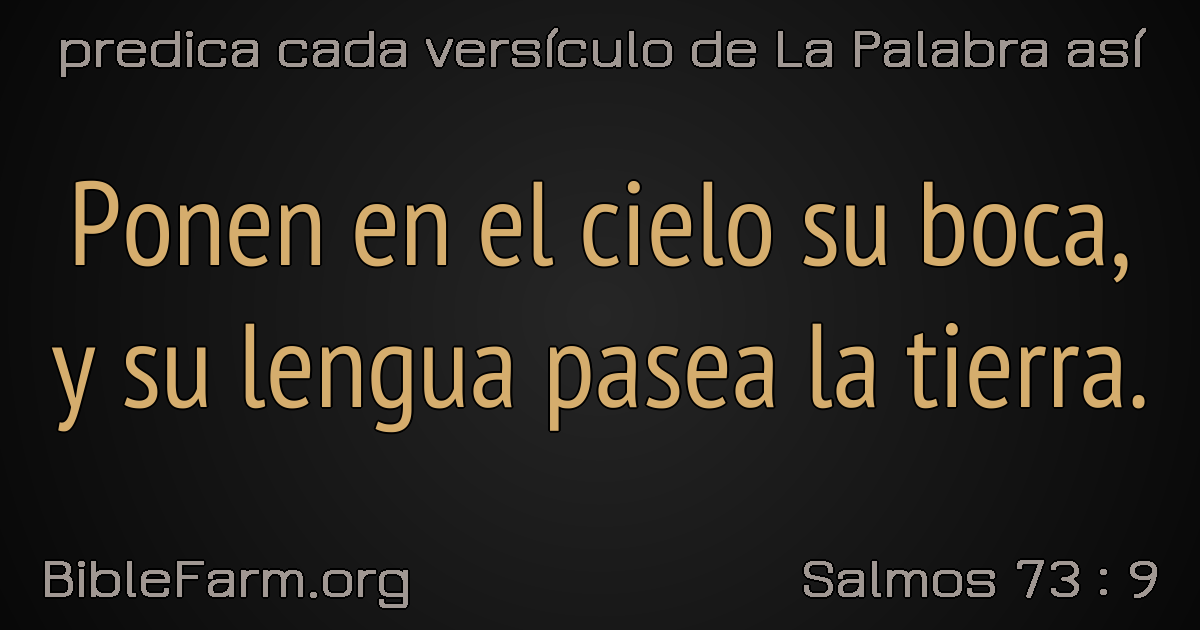 predica cada versículo de La Palabra así
Ponen en el cielo su boca,
y su lengua pasea la tierra.
BibleFarm.org
Salmos 73 : 9